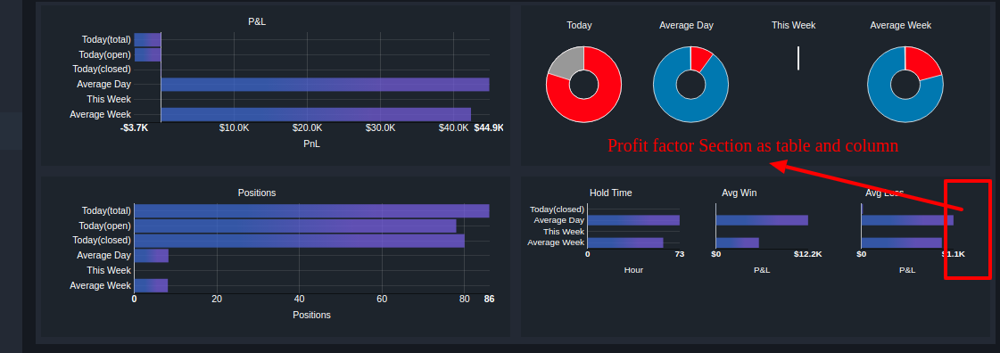 P&L
Today(total)
Today(open)
Today(closed)
Average Day
This Week
Average Week
-$3.7K $10.0K $20.0K $30.0K $40.0K $44.9K
PnL
Today Average Day This Week Average Week
Profit factor Section as table and column
Positions
Today(total)
Today(open)
Today(closed)
Average Day
This Week
Average Week
0 20 40 60 80 86
Positions
Hold Time Avg Win Avg Loss
Today(closed)
Average Day
This Week
Average Week
0 73 $0 $12.2K $0 $1.1K
Hour P&L P&L